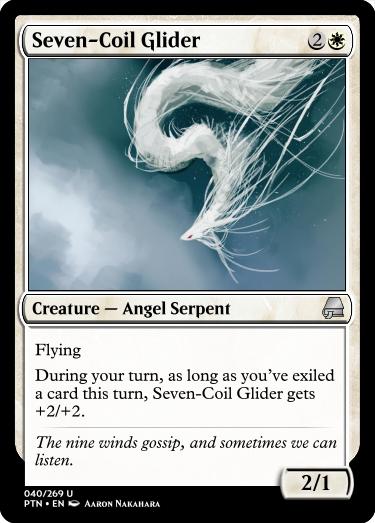 Seven-Coil Glider 2
Creature — Angel Serpent
Flying
During your turn, as long as you've exiled
a card this turn, Seven-Coil Glider gets
+2/+2.
The nine winds gossip, and sometimes we can
listen.
2/1
040/269 U
PTN • EN Aaron Nakahara